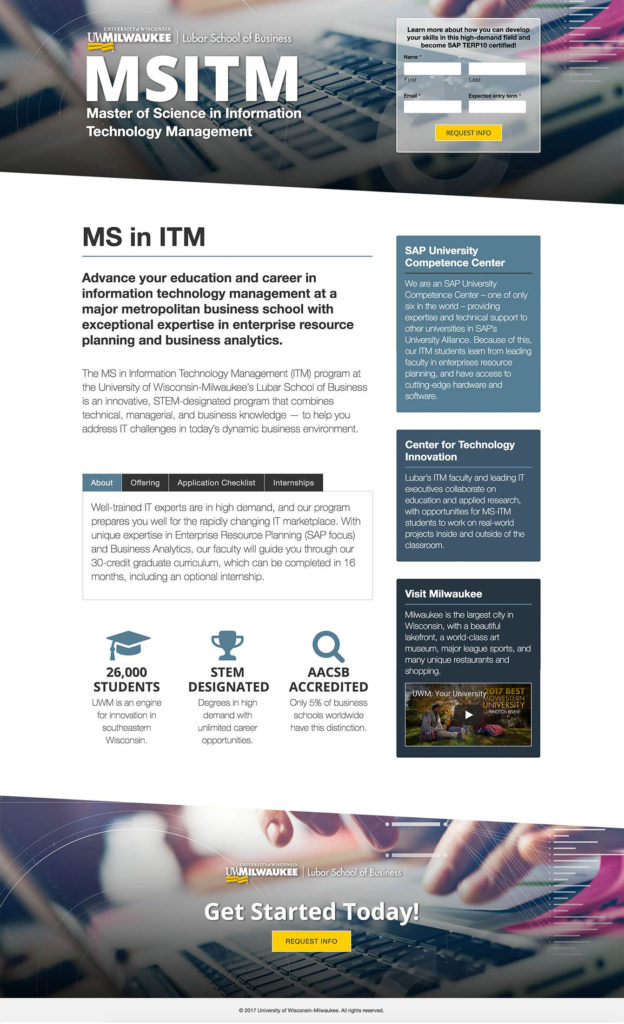 UNIVERSITY of WISCONSIN
UWMILWAUKEE Lubar School of Business
MSITM
Master of Science in Information
Technology Management
Learn more about how you can develop
your skills in this high-demand field and
become SAP TERP10 certified!
Name *
First Last
Email * Expected entry term *
REQUEST INFO
MS in ITM
Advance your education and career in
information technology management at a
major metropolitan business school with
exceptional expertise in enterprise resource
planning and business analytics.
The MS in Information Technology Management (ITM) program at
the University of Wisconsin-Milwaukee's Lubar School of Business
is an innovative, STEM-designated program that combines
technical, managerial, and business knowledge — to help you
address IT challenges in today's dynamic business environment.
About Offering Application Checklist Internships
Well-trained IT experts are in high demand, and our program
prepares you well for the rapidly changing IT marketplace. With
unique expertise in Enterprise Resource Planning (SAP focus)
and Business Analytics, our faculty will guide you through our
30-credit graduate curriculum, which can be completed in 16
months, including an optional internship.
26,000
STUDENTS
UWM is an engine
for innovation in
southeastern
Wisconsin.
STEM
DESIGNATED
Degrees in high
demand with
unlimited career
opportunities.
AACSB
ACCREDITED
Only 5% of business
schools worldwide
have this distinction.
SAP University
Competence Center
We are an SAP University
Competence Center – one of only
six in the world – providing
expertise and technical support to
other universities in SAP's
University Alliance. Because of this,
our ITM students learn from leading
faculty in enterprises resource
planning, and have access to
cutting-edge hardware and
software.
Center for Technology
Innovation
Lubar's ITM faculty and leading IT
executives collaborate on
education and applied research,
with opportunities for MS-ITM
students to work on real-world
projects inside and outside of the
classroom.
Visit Milwaukee
Milwaukee is the largest city in
Wisconsin, with a beautiful
lakefront, a world-class art
museum, major league sports, and
many unique restaurants and
shopping.
UWM: Your University
2017 BEST
MIDWESTERN
UNIVERSITY
PRINCETON REVIEW
UNIVERSITY of WISCONSIN
UWMILWAUKEE Lubar School of Business
Get Started Today!
REQUEST INFO
© 2017 University of Wisconsin-Milwaukee. All rights reserved.